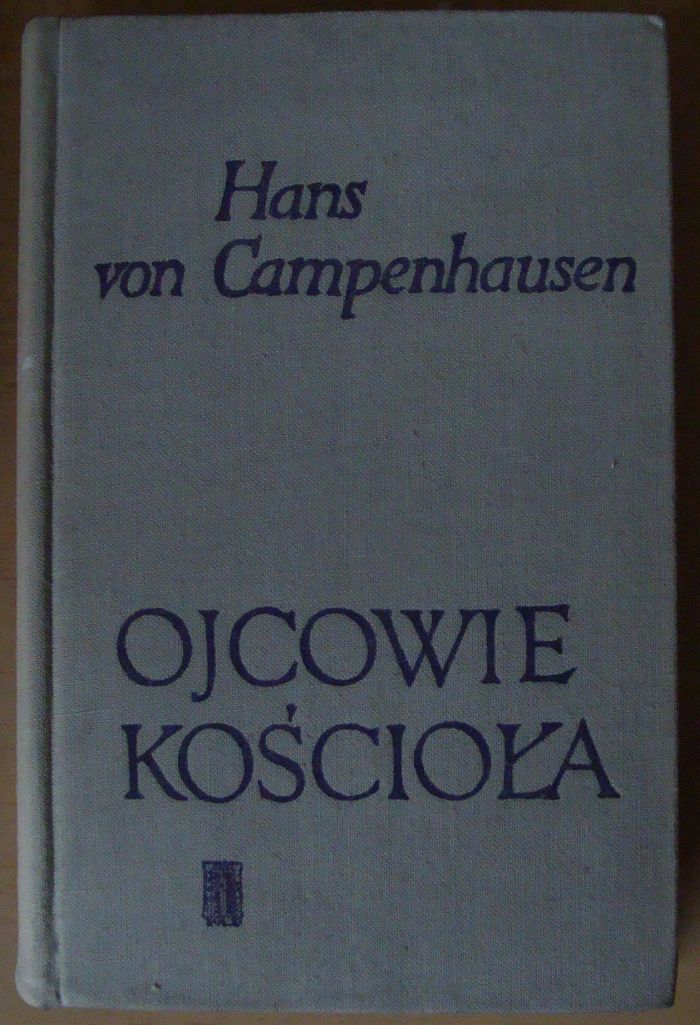 Hans
von Campenhausen
OJCOWIE
KOŚCIOŁA